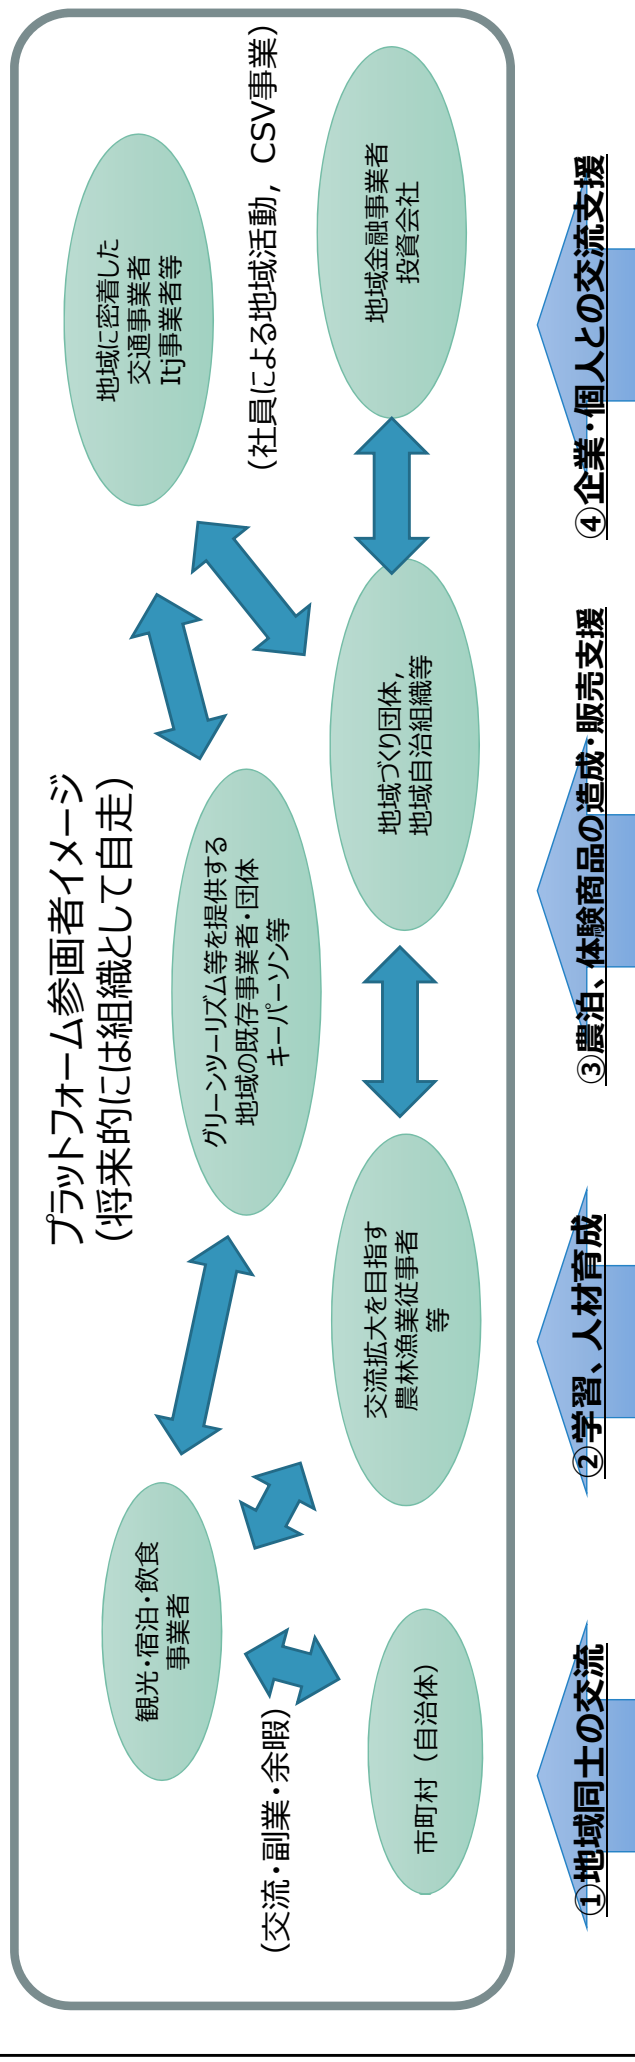 プラットフォーム参画者イメージ
（将来的には組織として自走）
観光・宿泊・飲食
事業者
グリーンツーリズム等を提供する
地域の既存事業者・団体
キーパーソン等
地域に密着した
交通事業者
Itj事業者等
（交流・副業・余暇）
（社員による地域活動，CSV事業）
市町村（自治体）
交流拡大を目指す
農林漁業従事者
等
地域づくり団体，
地域自治組織等
地域金融事業者
投資会社
①地域同士の交流
②学習、人材育成
③農泊、体験商品の造成・販売支援
④企業・個人との交流支援